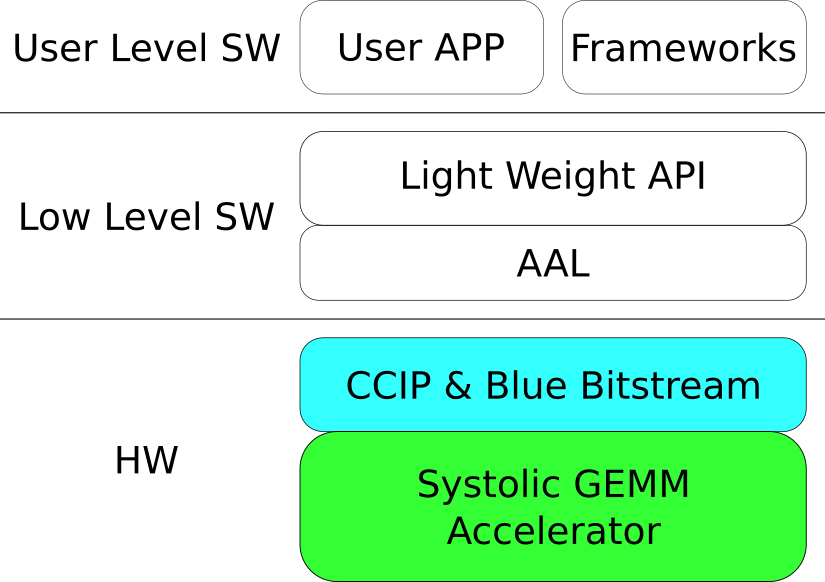 User Level SW
User APP
Frameworks
Low Level SW
Light Weight API
AAL
HW
CCIP & Blue Bitstream
Systolic GEMM
Accelerator